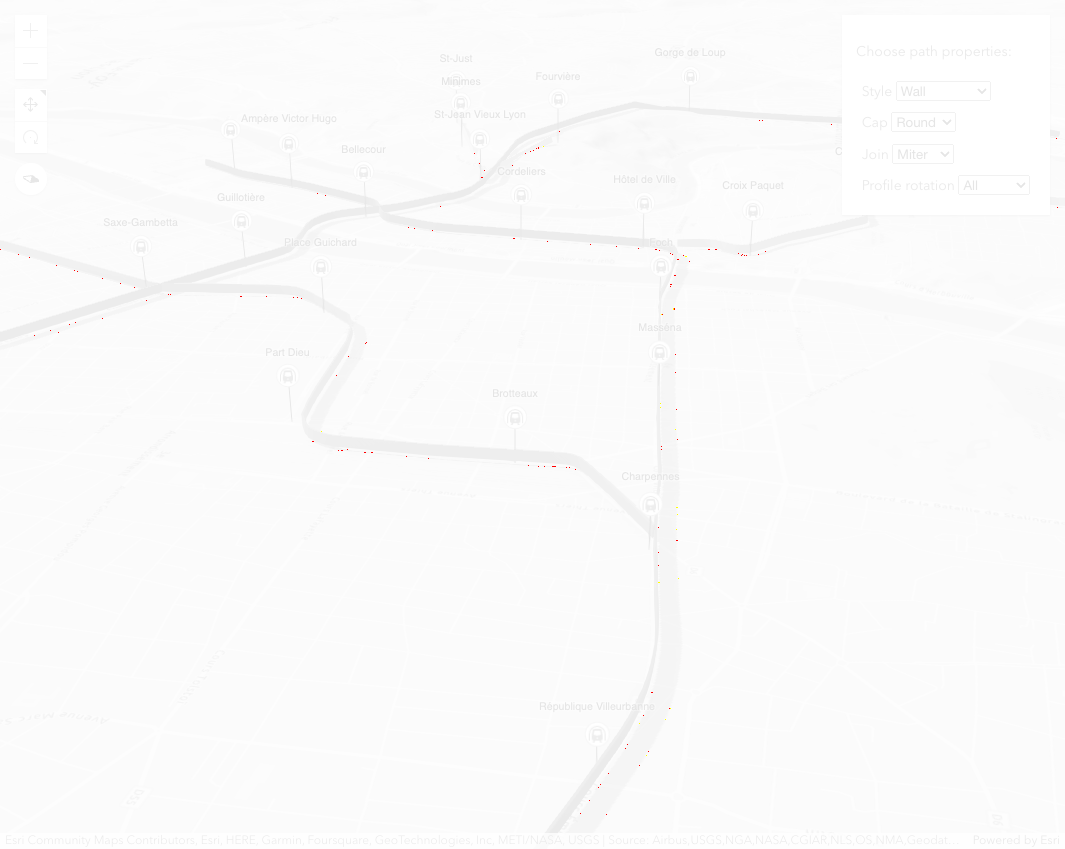 St-Just
Gorge de Loup
Choose path properties:
Minimes
Fourvière
Style Wall
Ampère Victor Hugo
St-Jean Vieux Lyon
Cap Round
Bellecour
Join Miter
Cordeliers
Hôtel de Ville
Croix Paquet
Profile rotation All
Guillotière
Saxe-Gambetta
Place Guichard
Foch
Masséna
Part Dieu
Brotteaux
Charpennes
République Villeurbanne
Esri Community Maps Contributors, Esri, HERE, Garmin, Foursquare, GeoTechnologies, Inc, METI/NASA, USGS | Source: Airbus,USGS,NGA,NASA,CGIAR,NLS,OS,NMA,Geodat...
Powered by Esri